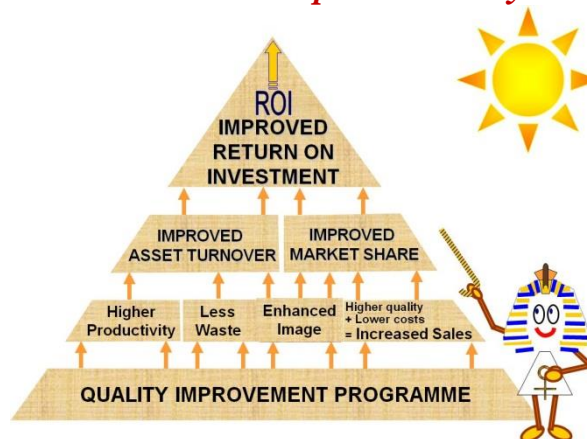 ROI
IMPROVED
RETURN ON
INVESTMENT
IMPROVED
ASSET TURNOVER
IMPROVED
MARKET SHARE
Higher
Productivity
Less
Waste
Enhanced
Image
Higher quality
+ Lower costs
= Increased Sales
QUALITY IMPROVEMENT PROGRAMME